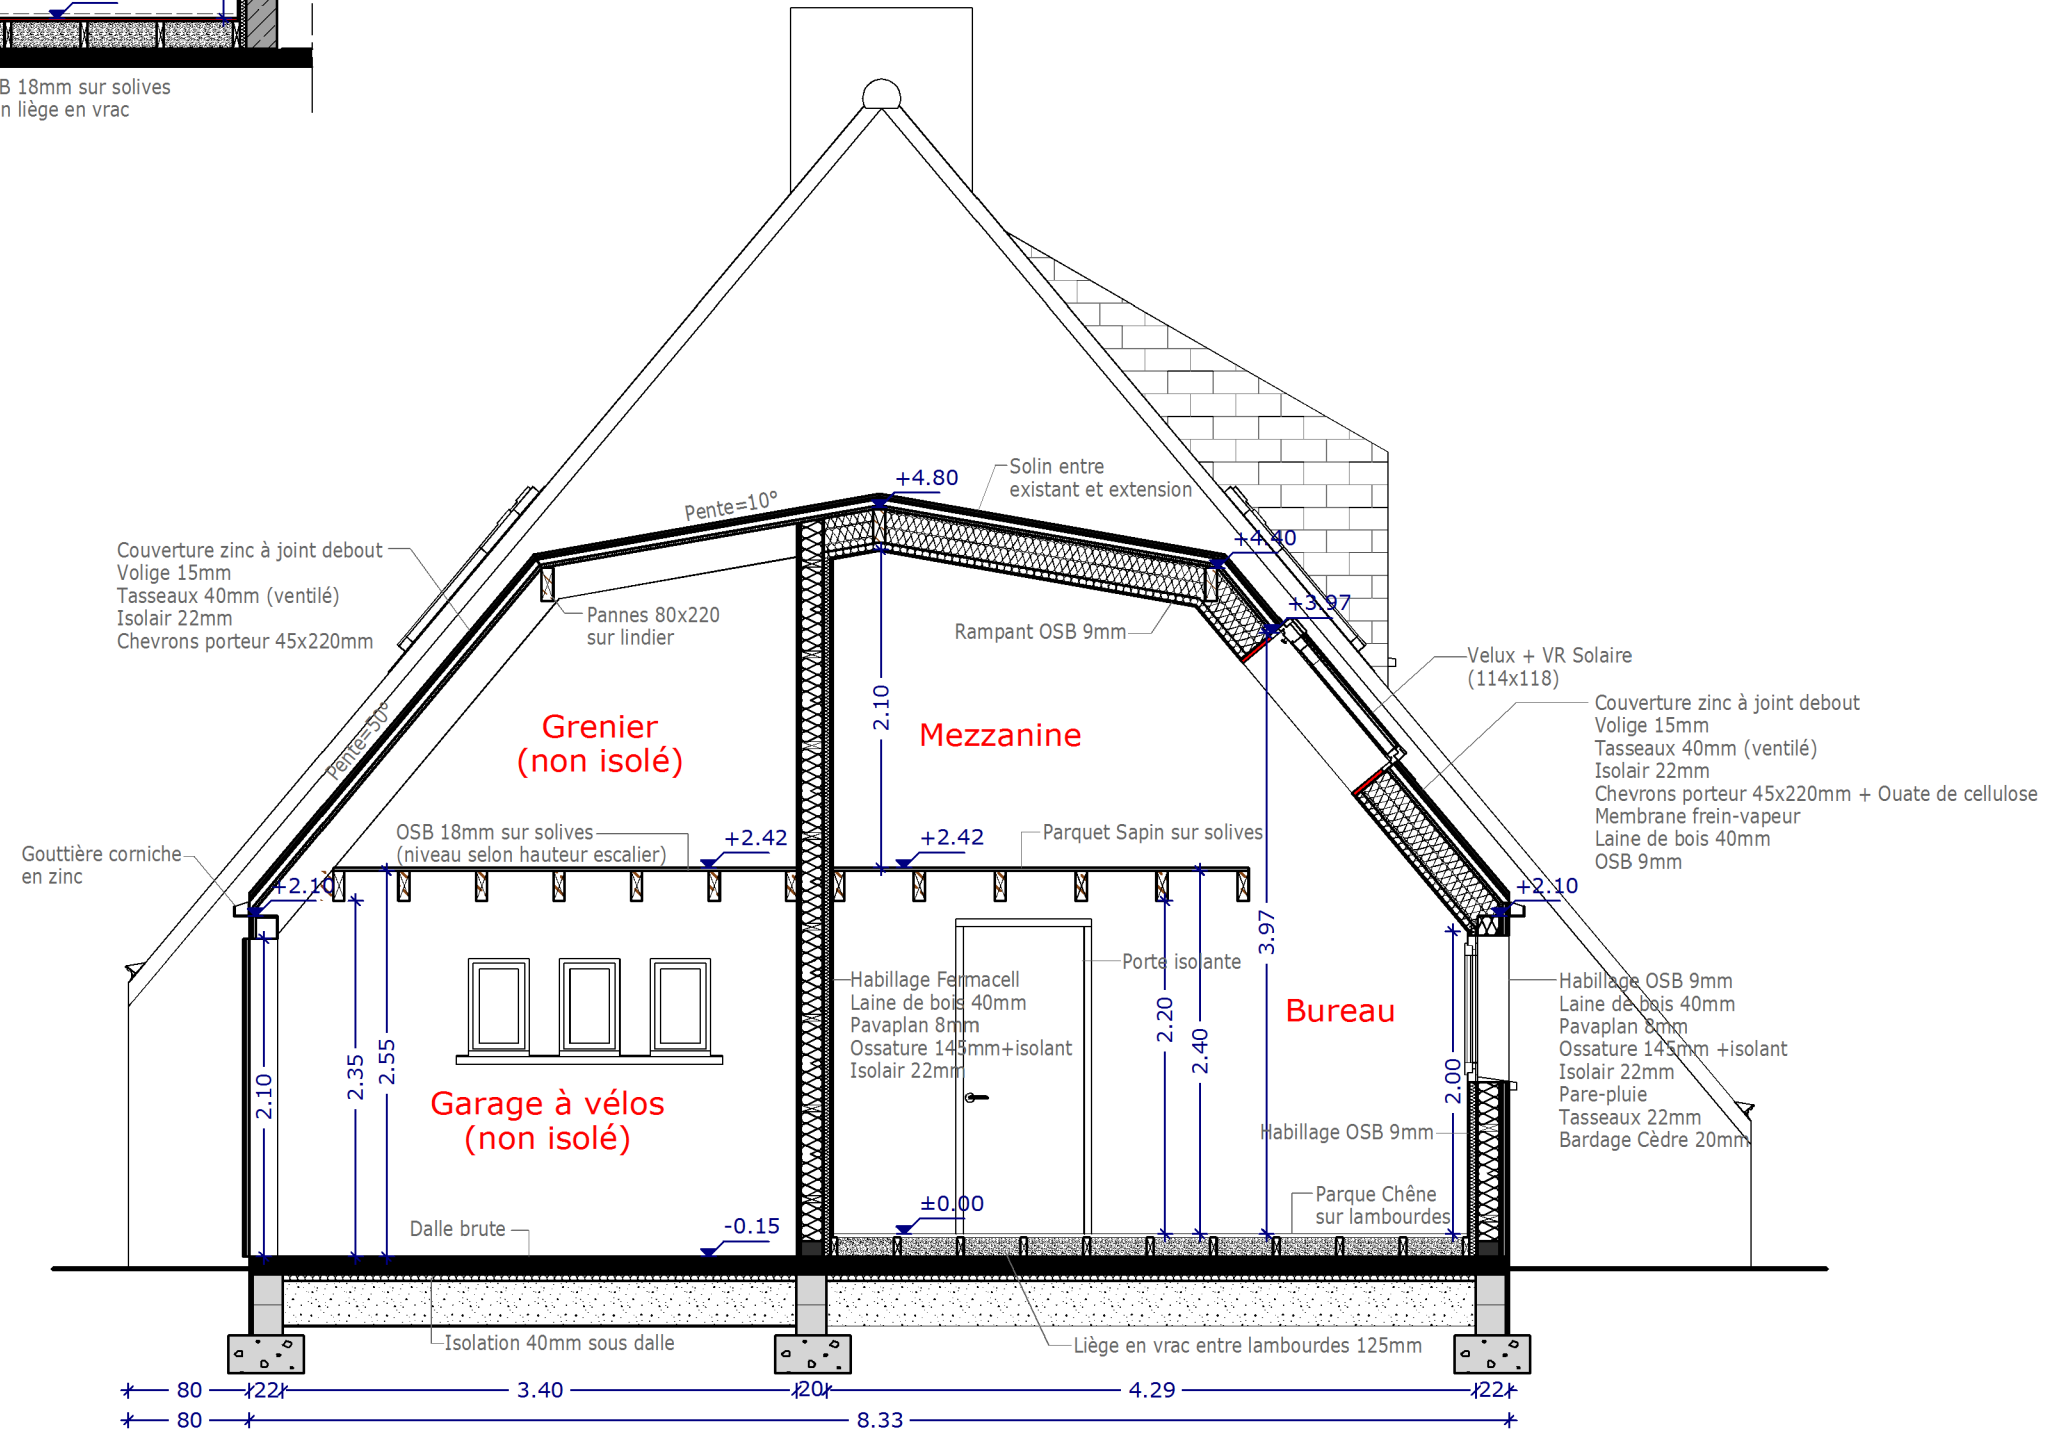 B 18mm sur solives
n liège en vrac
+4.80
Solin entre
existant et extension
Pente=10°
+4.40
Couverture zinc à joint debout
Volige 15mm
Tasseaux 40mm (ventilé)
Isolair 22mm
Chevrons porteur 45x220mm
Pannes 80x220
sur lindier
Rampant OSB 9mm
+3.97
Velux + VR Solaire
(114x118)
Couverture zinc à joint debout
Volige 15mm
Tasseaux 40mm (ventilé)
Isolair 22mm
Chevrons porteur 45x220mm + Ouate de cellulose
Membrane frein-vapeur
Laine de bois 40mm
OSB 9mm
Pente=50°
Grenier
(non isolé)
2.10
Mezzanine
OSB 18mm sur solives
(niveau selon hauteur escalier)
+2.42
+2.42
Parquet Sapin sur solives
Gouttière corniche
en zinc
+2.10
+2.10
3.97
Porte isolante
Habillage Fermacell
Laine de bois 40mm
Pavaplan 8mm
Ossature 145mm+isolant
Isolair 22mm
Bureau
Habillage OSB 9mm
Laine de bois 40mm
Pavaplan 8mm
Ossature 145mm +isolant
Isolair 22mm
Pare-pluie
Tasseaux 22mm
Bardage Cèdre 20mm
2.10
2.35
2.55
2.20
2.40
2.00
Garage à vélos
(non isolé)
Habillage OSB 9mm
Dalle brute
-0.15
±0.00
Parque Chêne
sur lambourdes
Isolation 40mm sous dalle
Liège en vrac entre lambourdes 125mm
80
22
3.40
20
4.29
22
80
8.33